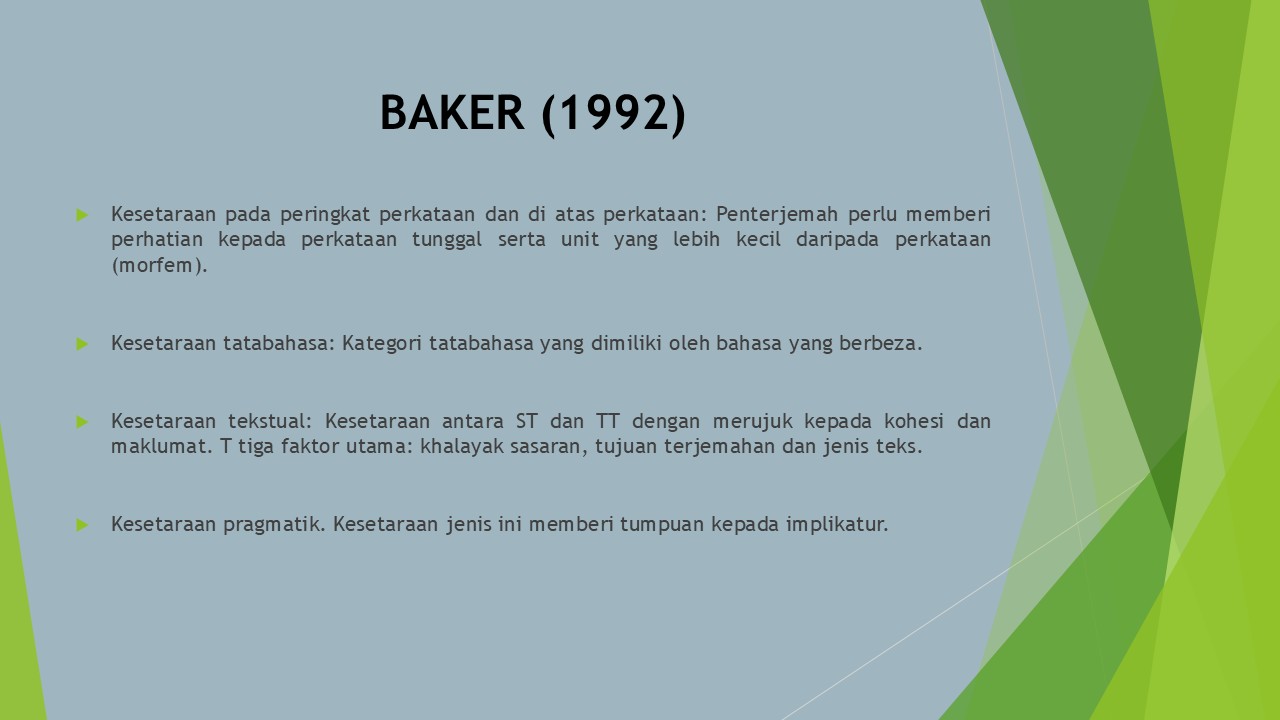 BAKER (1992)
Kesetaraan pada peringkat perkataan dan di atas perkataan: Penterjemah perlu memberi
perhatian kepada perkataan tunggal serta unit yang lebih kecil daripada perkataan
(morfem).
Kesetaraan tatabahasa: Kategori tatabahasa yang dimiliki oleh bahasa yang berbeza.
Kesetaraan tekstual: Kesetaraan antara ST dan TT dengan merujuk kepada kohesi dan
maklumat. T tiga faktor utama: khalayak sasaran, tujuan terjemahan dan jenis teks.
Kesetaraan pragmatik. Kesetaraan jenis ini memberi tumpuan kepada implikatur.